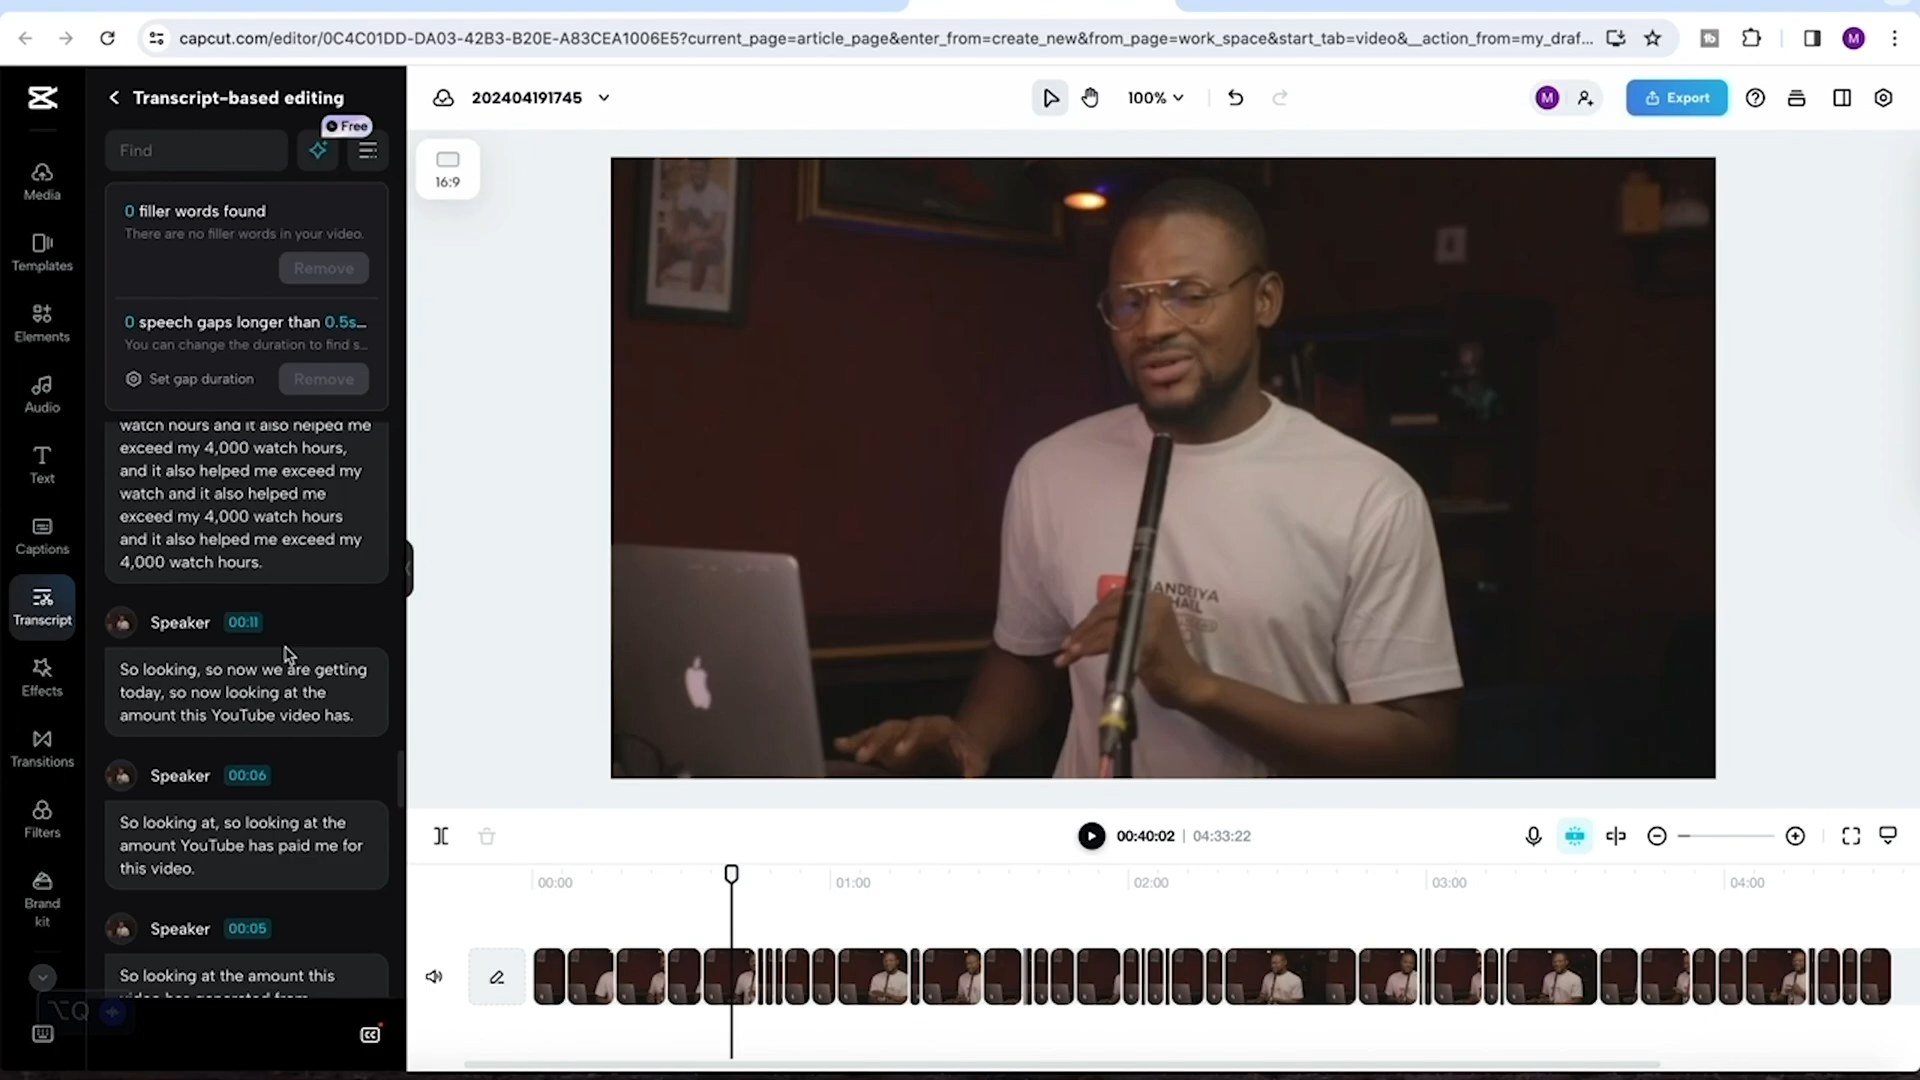 capcut.com/editor/0C4C01DD-DA03-42B3-B20E-A83CEA1006E5?current_page=article_page&enter_from=create_new&from_page=work_space&start_tab=video&__action_from=my_draf...
M
Transcript-based editing
Free
Find
202404191745
100%
M
Export
16:9
Media
Templates
Elements
Audio
Text
Captions
Transcript
Effects
Transitions
Filters
Brand
kit
0 filler words found
There are no filler words in your video.
Remove
0 speech gaps longer than 0.5s...
You can change the duration to find s...
Set gap duration
Remove
watch hours and it also helped me
exceed my 4,000 watch hours,
and it also helped me exceed my
watch and it also helped me
exceed my 4,000 watch hours
and it also helped me exceed my
4,000 watch hours.
Speaker 00:11
So looking, so now we are getting
today, so now looking at the
amount this YouTube video has.
Speaker 00:06
So looking at, so looking at the
amount YouTube has paid me for
this video.
Speaker 00:05
So looking at the amount this
⌥Q
00:40:02 | 04:33:22
00:00
01:00
02:00
03:00
04:00